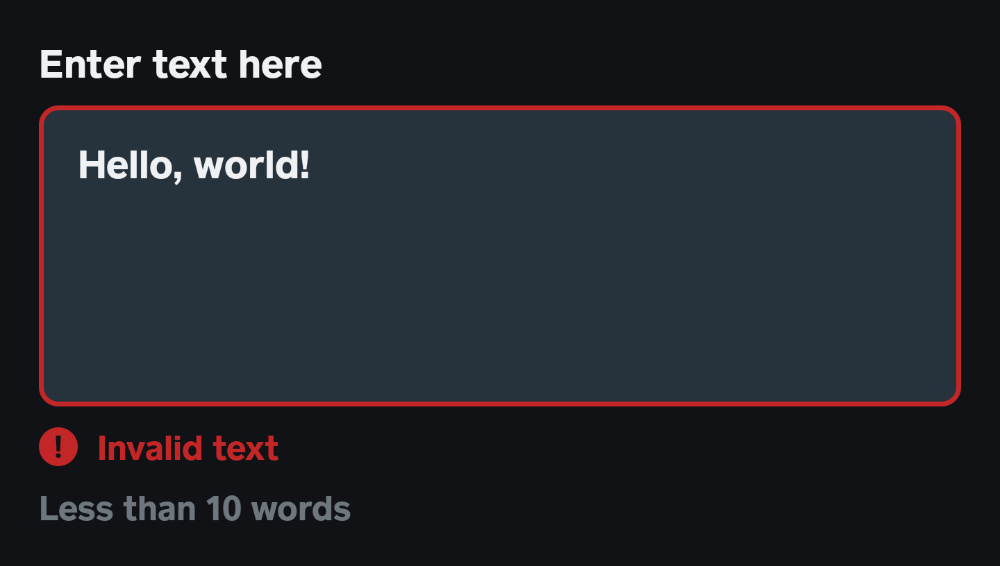 Enter text here
Hello, world!
! Invalid text
Less than 10 words